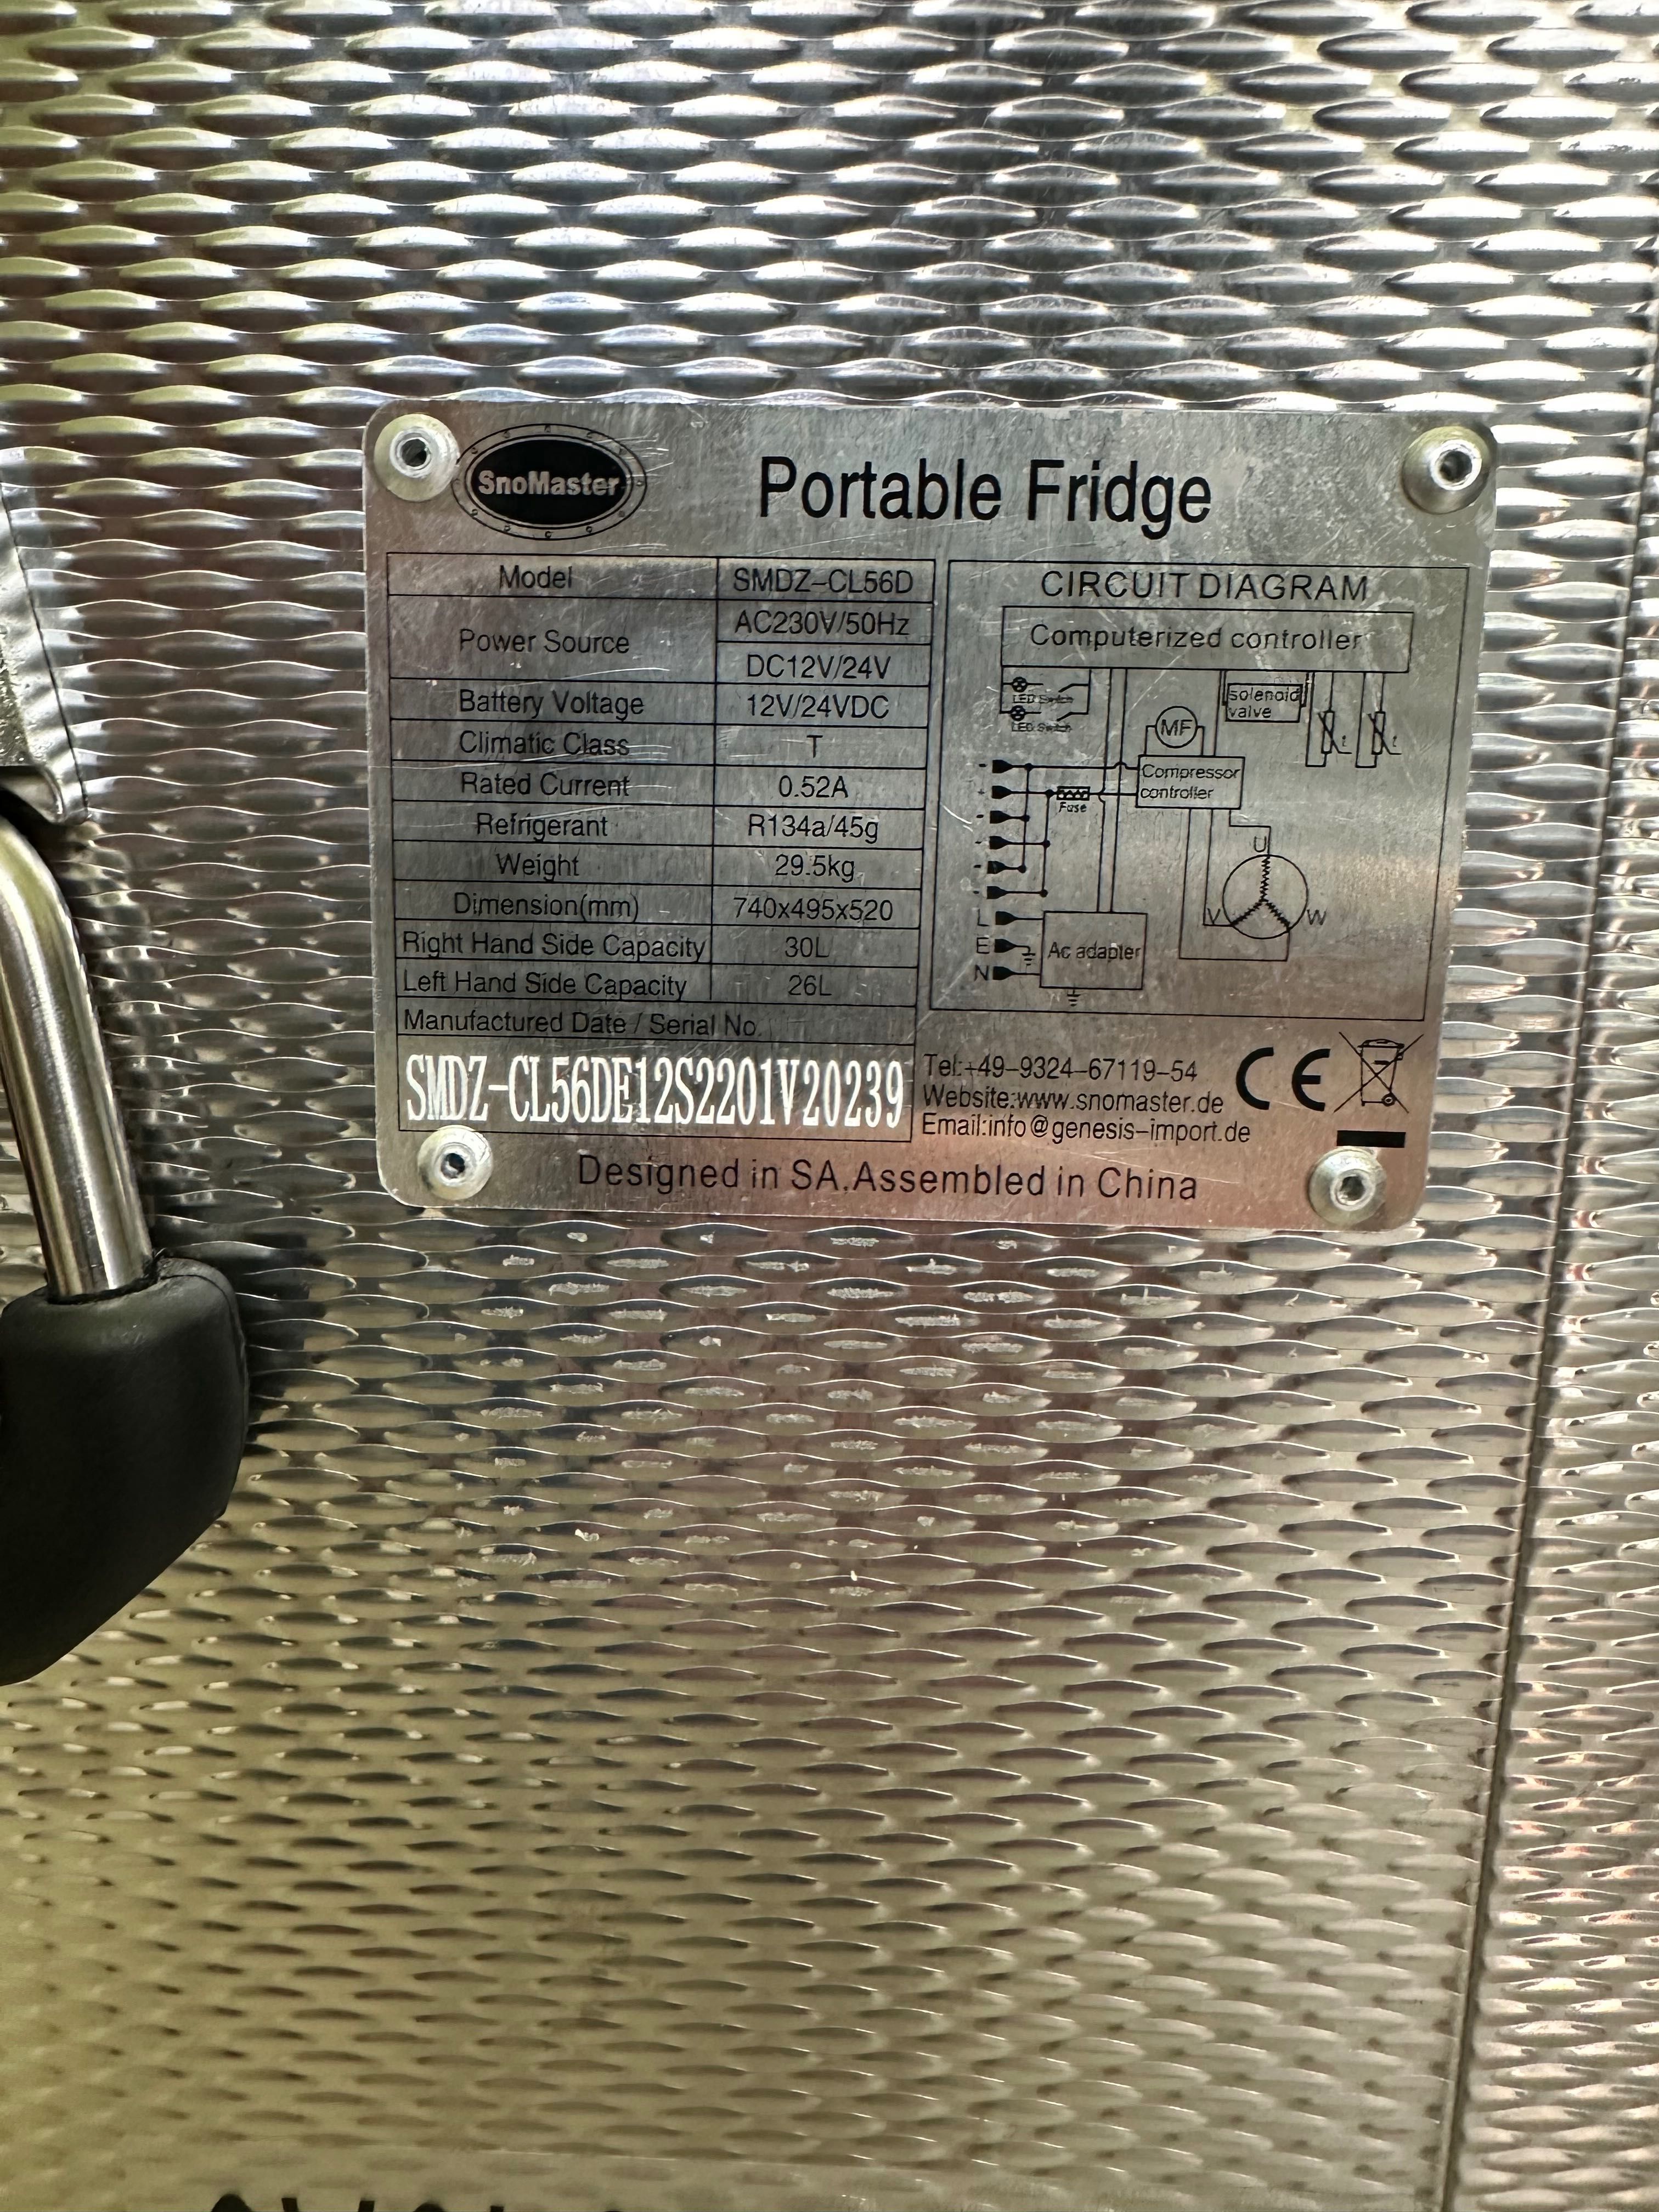 SnoMaster
Portable Fridge
Model SMDZ-CL56D
Power Source AC230V/50Hz
DC12V/24V
Battery Voltage 12V/24VDC
Climatic Class T
Rated Current 0.52A
Refrigerant R134a/45g
Weight 29.5kg
Dimension(mm) 740x495x520
Right Hand Side Capacity 30L
Left Hand Side Capacity 26L
Manufactured Date / Serial No.
SMDZ-CL56DE12S2201V20239
CIRCUIT DIAGRAM
Computerized controller
LED Switch
LED Switch
solenoid
valve
MF
t
t
Compressor
controller
-
+
Fuse
U
V
W
L
E
N
Ac adapter
Tel:+49-9324-67119-54
Website:www.snomaster.de
Email:info@genesis-import.de
CE
Designed in SA.Assembled in China